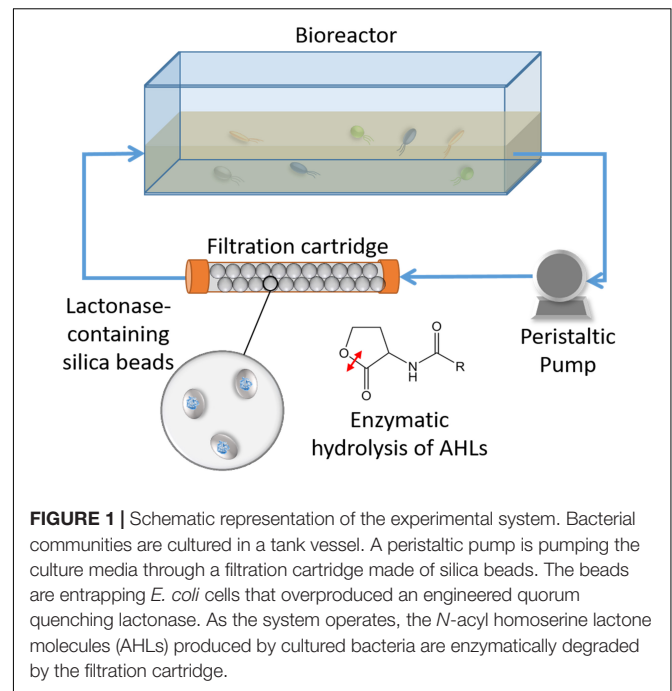 Bioreactor
Filtration cartridge
Lactonase-
containing
silica beads
Peristaltic
Pump
O
O
O
N
H
R
Enzymatic
hydrolysis of AHLs
FIGURE 1 | Schematic representation of the experimental system. Bacterial
communities are cultured in a tank vessel. A peristaltic pump is pumping the
culture media through a filtration cartridge made of silica beads. The beads
are entrapping E. coli cells that overproduced an engineered quorum
quenching lactonase. As the system operates, the N-acyl homoserine lactone
molecules (AHLs) produced by cultured bacteria are enzymatically degraded
by the filtration cartridge.